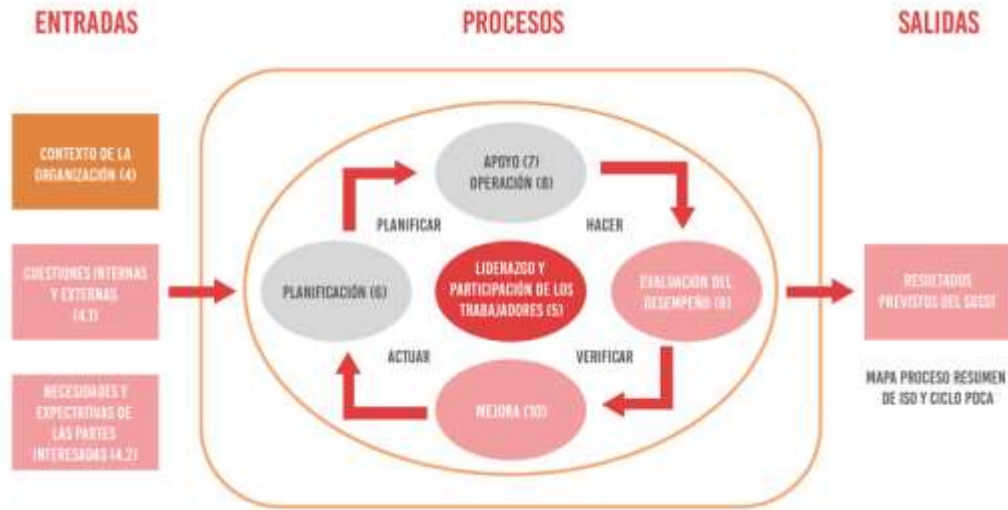 ENTRADAS
PROCESOS
SALIDAS
CONTEXTO DE LA
ORGANIZACIÓN (4)
CUESTIONES INTERNAS
Y EXTERNAS
(4.1)
NECESIDADES Y
EXPECTATIVAS DE
LAS PARTES
INTERESADAS (4.2)
APOYO (7)
OPERACIÓN (8)
PLANIFICAR
HACER
PLANIFICACIÓN (6)
LIDERAZGO Y
PARTICIPACIÓN DE LOS
TRABAJADORES (5)
EVALUACIÓN DEL
DESEMPEÑO (9)
ACTUAR
VERIFICAR
MEJORA (10)
RESULTADOS
PREVISTOS DEL SGSST
MAPA PROCESO RESUMEN
DE ISO Y CICLO PDCA